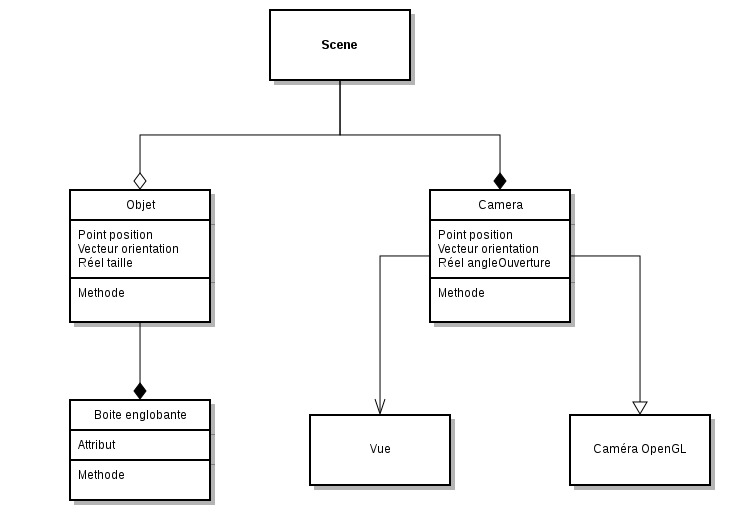 Scene
Objet
Point position
Vecteur orientation
Réel taille
Methode
Camera
Point position
Vecteur orientation
Réel angleOuverture
Methode
Boite englobante
Attribut
Methode
Vue
Caméra OpenGL